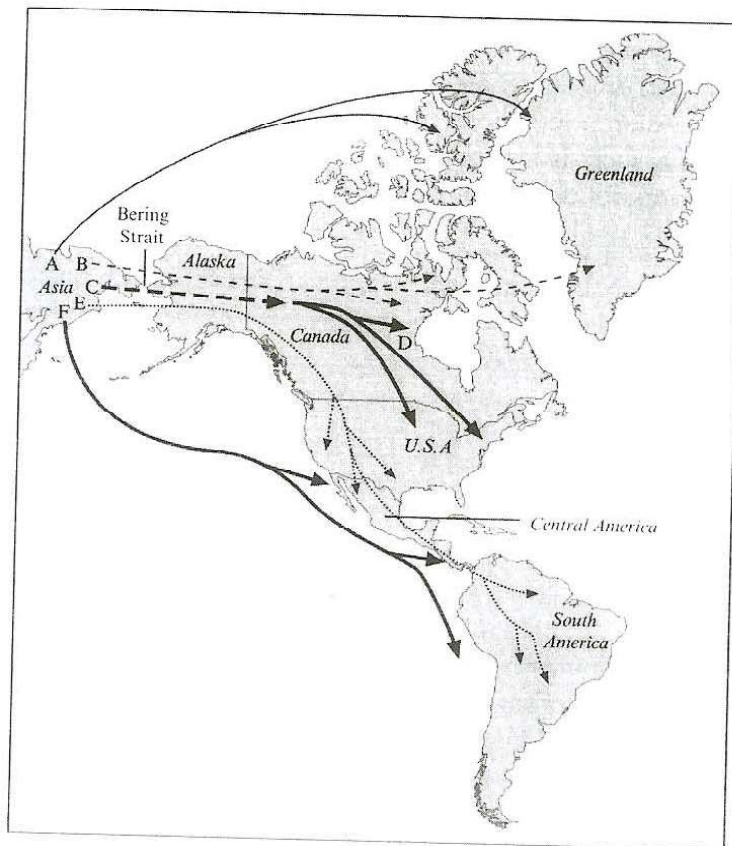 Greenland
Bering
Strait
A B
Alaska
Asia C
E
F
Canada
D
U.S.A
Central America
South
America